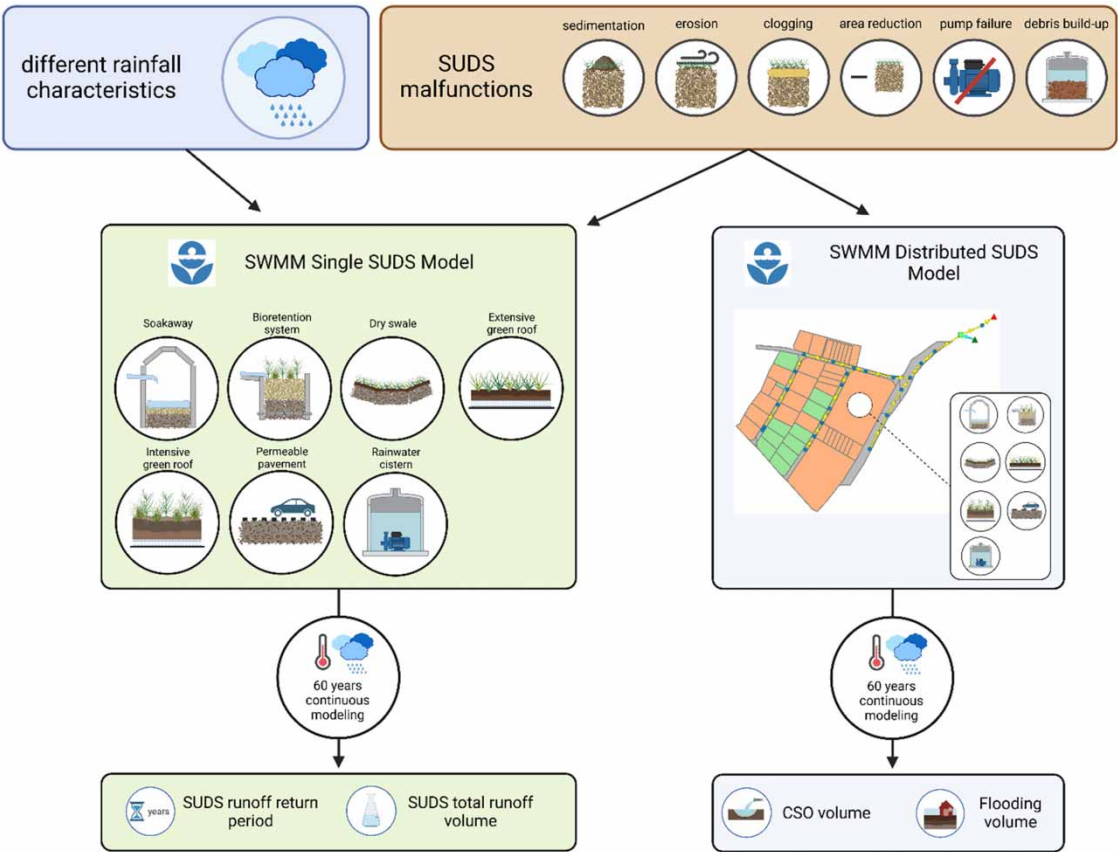 different rainfall
characteristics
SUDS
malfunctions
sedimentation
erosion
clogging
area reduction
pump failure
debris build-up
SWMM Single SUDS Model
Soakaway
Bioretention
system
Dry swale
Extensive
green roof
Intensive
green roof
Permeable
pavement
Rainwater
cistern
SWMM Distributed SUDS
Model
60 years
continuous
modeling
60 years
continuous
modeling
years
SUDS runoff return
period
SUDS total runoff
volume
CSO volume
Flooding
volume